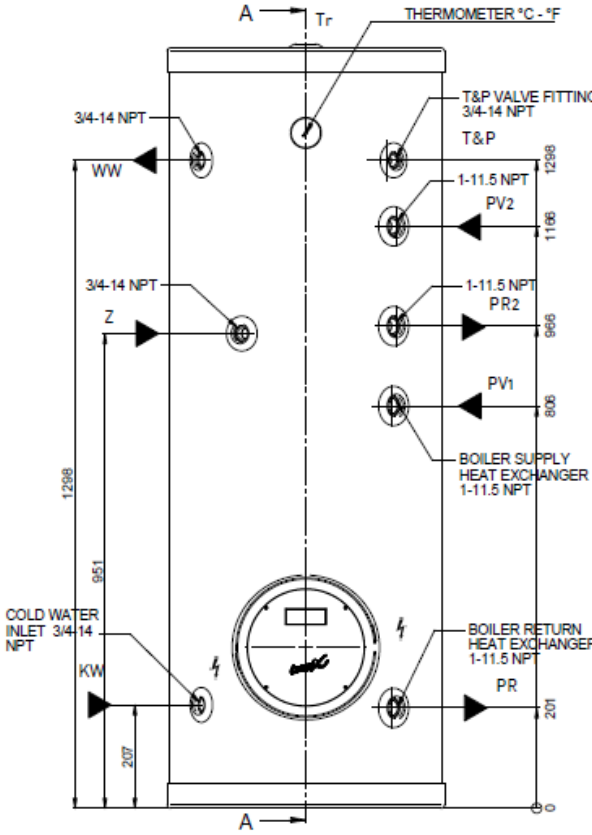 A
Tr
THERMOMETER °C - °F
3/4-14 NPT
T&P VALVE FITTING
3/4-14 NPT
T&P
WW
1298
1-11.5 NPT
PV2
1166
3/4-14 NPT
Z
1-11.5 NPT
PR2
966
PV1
806
BOILER SUPPLY
HEAT EXCHANGER
1-11.5 NPT
1298
951
COLD WATER
INLET 3/4-14
NPT
KW
207
BOILER RETURN
HEAT EXCHANGER
1-11.5 NPT
PR
201
0
A